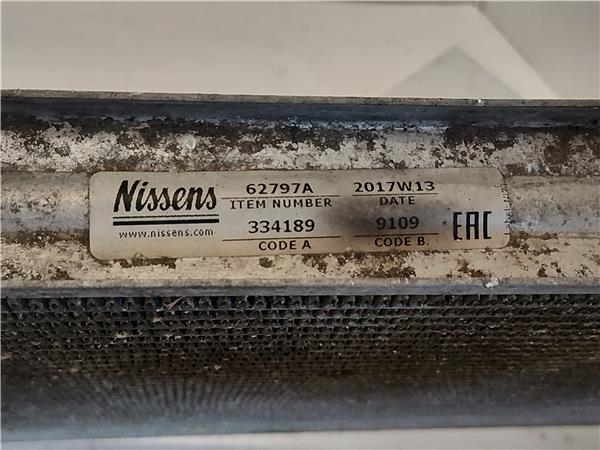 Nissens
www.nissens.com
62797A
ITEM NUMBER
334189
CODE A
2017W13
DATE
9109
CODE B
EAC